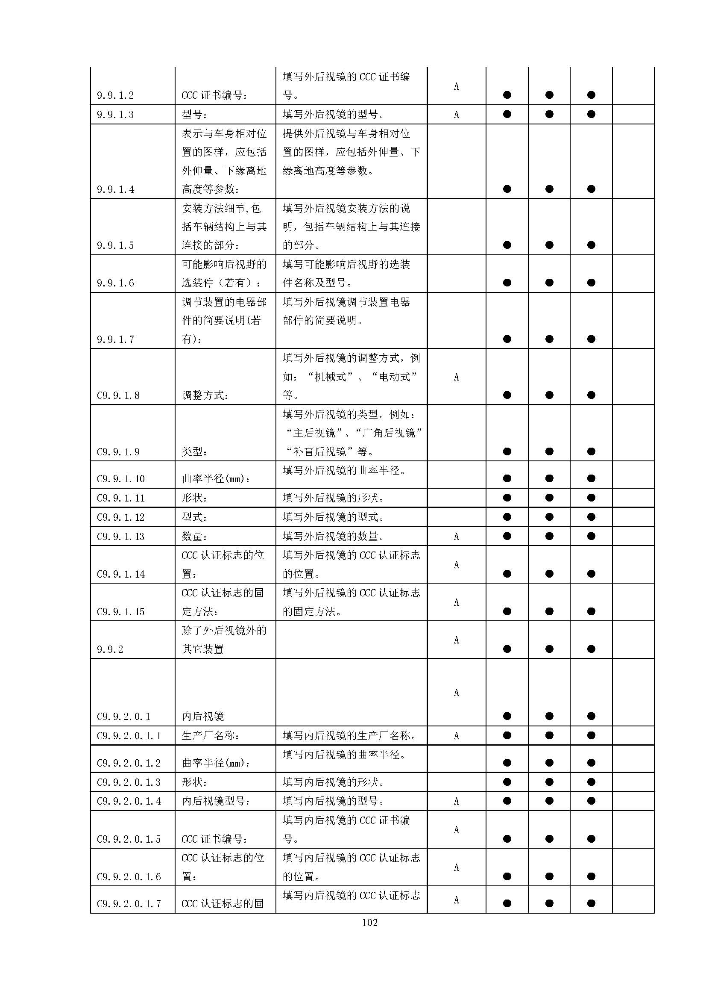 9.9.1.2 CCC 证书编号： 填写外后视镜的 CCC 证书编 A ● ● ●
号。
9.9.1.3 型号： 填写外后视镜的型号。 A ● ● ●
9.9.1.4 表示与车身相对位 提供外后视镜与车身相对位 ● ● ●
置的图样，应包括 置的图样，应包括外伸量、下
外伸量、下缘离地 缘离地高度等参数。
高度等参数：
9.9.1.5 安装方法细节,包 填写外后视镜安装方法的说 ● ● ●
括车辆结构上与其 明，包括车辆结构上与其连接
连接的部分： 的部分。
9.9.1.6 可能影响后视野的 填写可能影响后视野的选装 ● ● ●
选装件（若有）： 件名称及型号。
9.9.1.7 调节装置的电器部 填写外后视镜调节装置电器 ● ● ●
件的简要说明(若 部件的简要说明。
有)：
C9.9.1.8 调整方式： 填写外后视镜的调整方式，例 A ● ● ●
如：“机械式”、“电动式”
等。
C9.9.1.9 类型： 填写外后视镜的类型。例如： ● ● ●
“主后视镜”、“广角后视镜”
“补盲后视镜”等。
C9.9.1.10 曲率半径(mm)： 填写外后视镜的曲率半径。 ● ● ●
C9.9.1.11 形状： 填写外后视镜的形状。 ● ● ●
C9.9.1.12 型式： 填写外后视镜的型式。 ● ● ●
C9.9.1.13 数量： 填写外后视镜的数量。 A ● ● ●
C9.9.1.14 CCC 认证标志的位 填写外后视镜的 CCC 认证标志 A ● ● ●
置： 的位置。
C9.9.1.15 CCC 认证标志的固 填写外后视镜的 CCC 认证标志 A ● ● ●
定方法： 的固定方法。
9.9.2 除了外后视镜外的 A ● ● ●
其它装置
C9.9.2.0.1 内后视镜 A ● ● ●
C9.9.2.0.1.1 生产厂名称： 填写内后视镜的生产厂名称。 A ● ● ●
C9.9.2.0.1.2 曲率半径(mm)： 填写内后视镜的曲率半径。 ● ● ●
C9.9.2.0.1.3 形状： 填写内后视镜的形状。 ● ● ●
C9.9.2.0.1.4 内后视镜型号： 填写内后视镜的型号。 A ● ● ●
C9.9.2.0.1.5 CCC 证书编号： 填写内后视镜的 CCC 证书编 A ● ● ●
号。
C9.9.2.0.1.6 CCC 认证标志的位 填写内后视镜的 CCC 认证标志 A ● ● ●
置： 的位置。
C9.9.2.0.1.7 CCC 认证标志的固 填写内后视镜的 CCC 认证标志 A ● ● ●
102